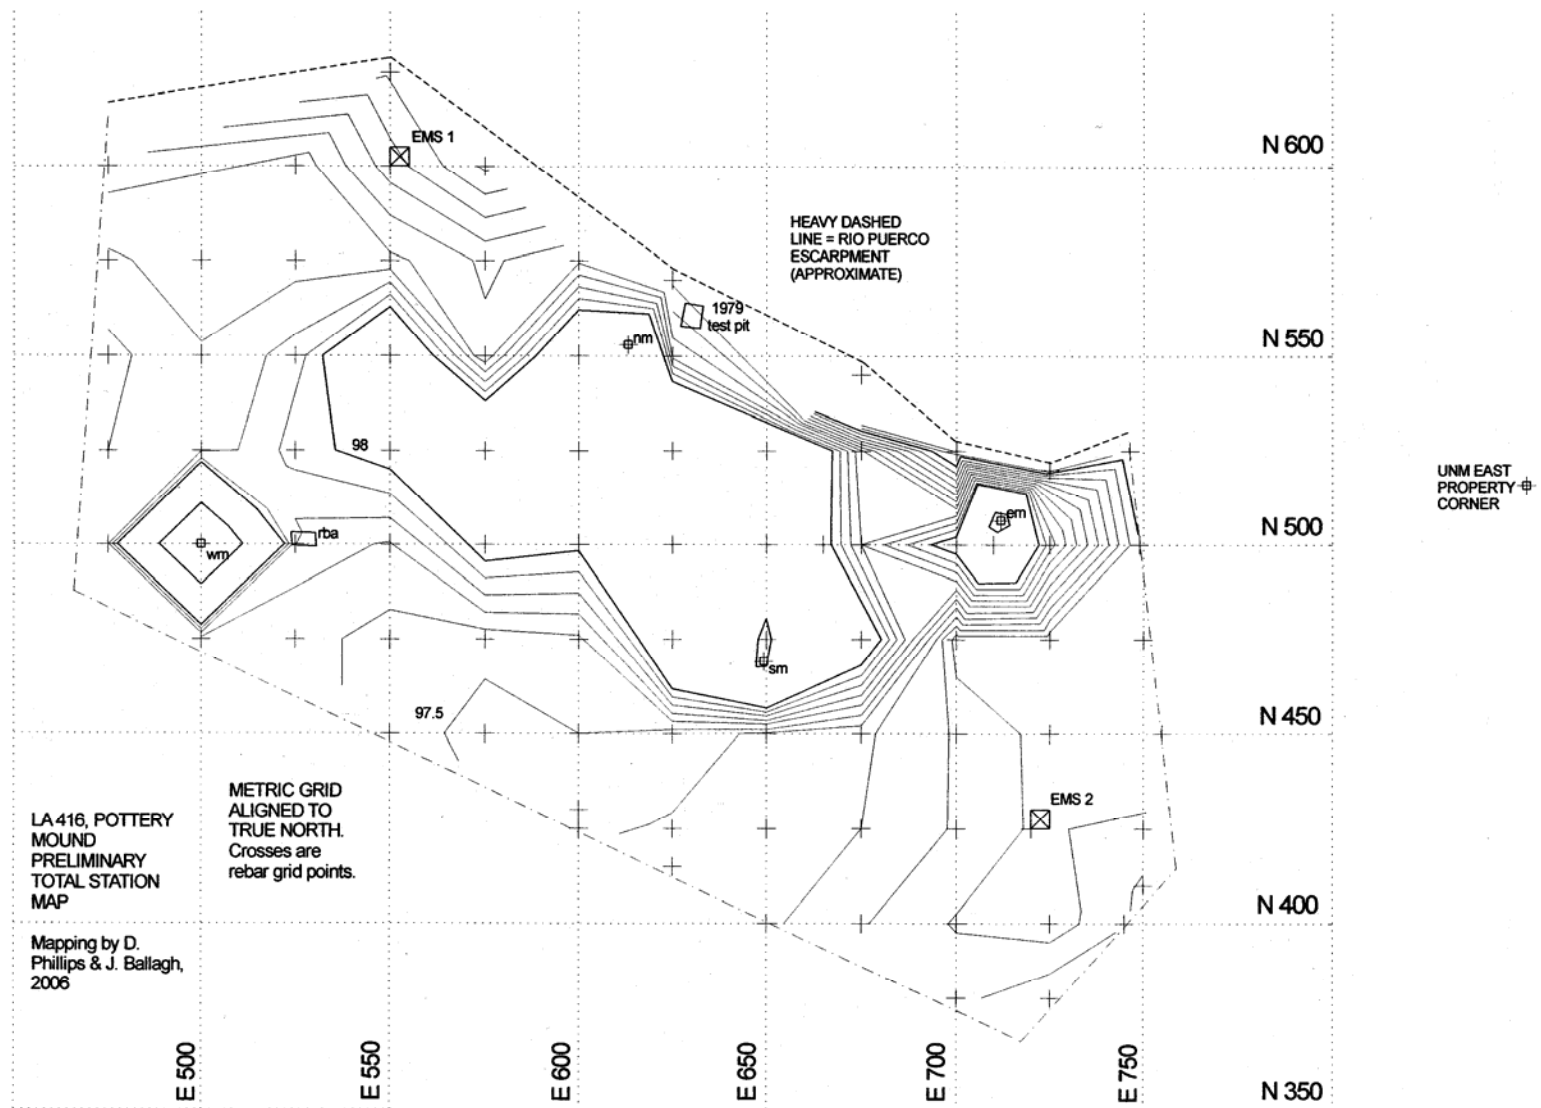 EMS 1
N 600
HEAVY DASHED
LINE = RIO PUERCO
ESCARPMENT
(APPROXIMATE)
1979
test pit
nm
N 550
98
UNM EAST
PROPERTY
CORNER
em
rba
wm
N 500
sm
97.5
N 450
METRIC GRID
ALIGNED TO
TRUE NORTH.
Crosses are
rebar grid points.
EMS 2
LA 416, POTTERY
MOUND
PRELIMINARY
TOTAL STATION
MAP
N 400
Mapping by D.
Phillips & J. Ballagh,
2006
E 500
E 550
E 600
E 650
E 700
E 750
N 350